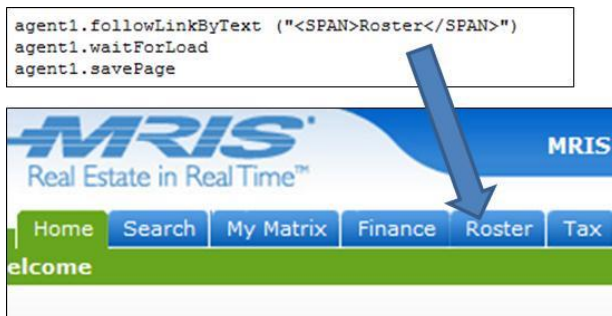 agent1.followLinkByText ("<SPAN>Roster</SPAN>")
agent1.waitForLoad
agent1.savePage
MRIS
MRIS
Real Estate in Real Time™
Home Search My Matrix Finance Roster Tax
elcome